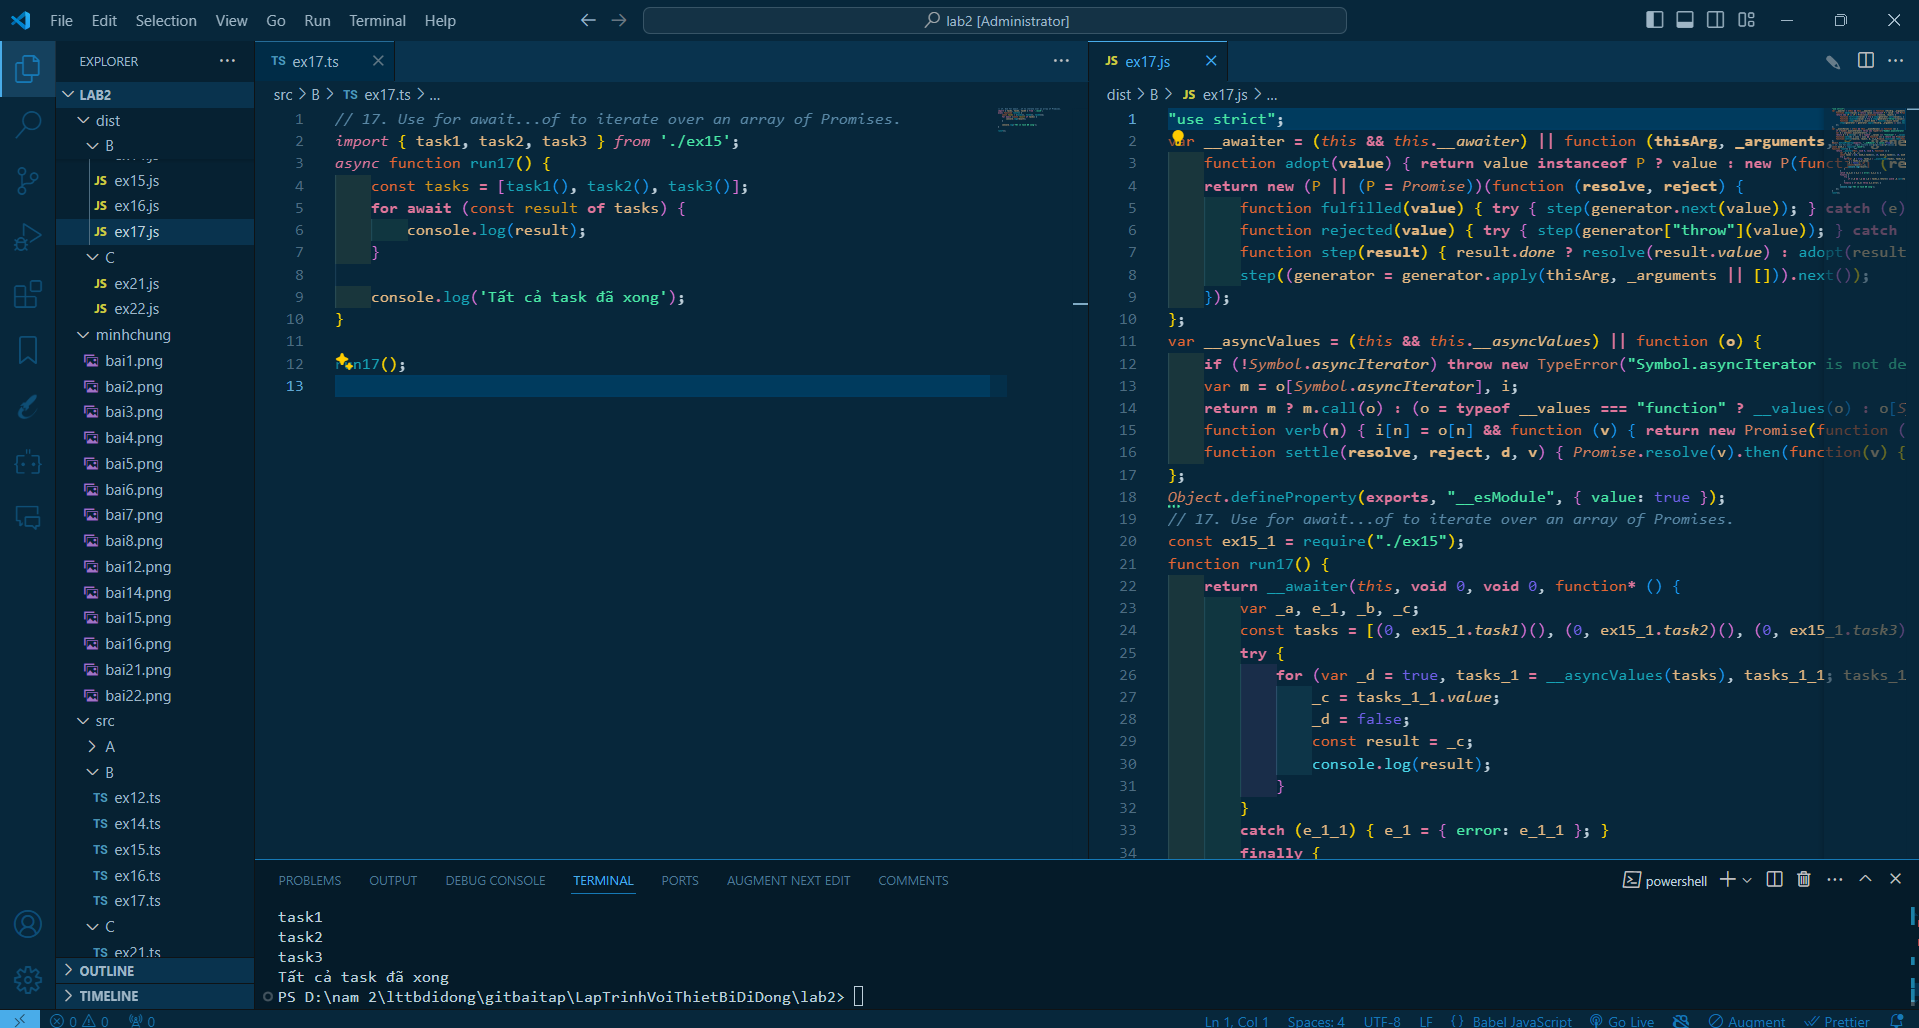 File Edit Selection View Go Run Terminal Help
lab2 [Administrator]
EXPLORER
LAB2
dist
B
ex15.js
ex16.js
ex17.js
C
ex21.js
ex22.js
minhchung
bai1.png
bai2.png
bai3.png
bai4.png
bai5.png
bai6.png
bai7.png
bai8.png
bai12.png
bai14.png
bai15.png
bai16.png
bai21.png
bai22.png
src
A
B
TS ex12.ts
TS ex14.ts
TS ex15.ts
TS ex16.ts
TS ex17.ts
C
TS ex21.ts
OUTLINE
TIMELINE
TS ex17.ts
src > B > TS ex17.ts > ...
1 // 17. Use for await...of to iterate over an array of Promises.
2 import { task1, task2, task3 } from './ex15';
3 async function run17() {
4 const tasks = [task1(), task2(), task3()];
5 for await (const result of tasks) {
6 console.log(result);
7 }
8
9 console.log('Tất cả task đã xong');
10 }
11
12 n17();
13
JS ex17.js
dist > B > JS ex17.js > ...
1 "use strict";
2 var __awaiter = (this && this.__awaiter) || function (thisArg, _arguments,
3 function adopt(value) { return value instanceof P ? value : new P(func
4 return new (P || (P = Promise))(function (resolve, reject) {
5 function fulfilled(value) { try { step(generator.next(value)); } catch (e)
6 function rejected(value) { try { step(generator["throw"](value)); } catch
7 function step(result) { result.done ? resolve(result.value) : adopt(result
8 step((generator = generator.apply(thisArg, _arguments || [])).next());
9 });
10 };
11 var __asyncValues = (this && this.__asyncValues) || function (o) {
12 if (!Symbol.asyncIterator) throw new TypeError("Symbol.asyncIterator is not de
13 var m = o[Symbol.asyncIterator], i;
14 return m ? m.call(o) : (o = typeof __values === "function" ? __values(o) : o[S
15 function verb(n) { i[n] = o[n] && function (v) { return new Promise(function (
16 function settle(resolve, reject, d, v) { Promise.resolve(v).then(function(v) {
17 };
18 Object.defineProperty(exports, "__esModule", { value: true });
19 // 17. Use for await...of to iterate over an array of Promises.
20 const ex15_1 = require("./ex15");
21 function run17() {
22 return __awaiter(this, void 0, void 0, function* () {
23 var _a, e_1, _b, _c;
24 const tasks = [(0, ex15_1.task1)(), (0, ex15_1.task2)(), (0, ex15_1.task3)
25 try {
26 for (var _d = true, tasks_1 = __asyncValues(tasks), tasks_1_1; tasks_1
27 _c = tasks_1_1.value;
28 _d = false;
29 const result = _c;
30 console.log(result);
31 }
32 }
33 catch (e_1_1) { e_1 = { error: e_1_1 }; }
34 finally {
PROBLEMS OUTPUT DEBUG CONSOLE TERMINAL PORTS AUGMENT NEXT EDIT COMMENTS
powershell
task1
task2
task3
Tất cả task đã xong
PS D:\nam 2\lttbdidong\gitbaitap\LapTrinhVoiThietBiDiDong\lab2>
0 0 0 Ln 1, Col 1 Spaces: 4 UTF-8 LF {} Babel JavaScript Go Live Augment Prettier